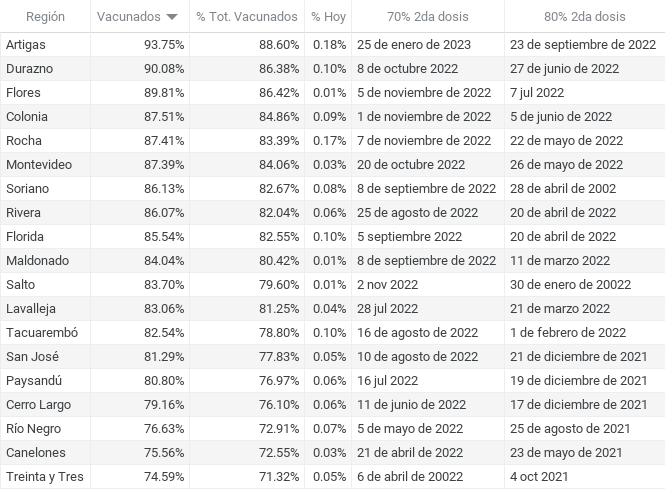 Región Vacunados % Tot. Vacunados % Hoy 70% 2da dosis 80% 2da dosis
Artigas 93.75% 88.60% 0.18% 25 de enero de 2023 23 de septiembre de 2022
Durazno 90.08% 86.38% 0.10% 8 de octubre 2022 27 de junio de 2022
Flores 89.81% 86.42% 0.01% 5 de noviembre de 2022 7 jul 2022
Colonia 87.51% 84.86% 0.09% 1 de noviembre de 2022 5 de junio de 2022
Rocha 87.41% 83.39% 0.17% 7 de noviembre de 2022 22 de mayo de 2022
Montevideo 87.39% 84.06% 0.03% 20 de octubre 2022 26 de mayo de 2022
Soriano 86.13% 82.67% 0.08% 8 de septiembre de 2022 28 de abril de 2002
Rivera 86.07% 82.04% 0.06% 25 de agosto de 2022 20 de abril de 2022
Florida 85.54% 82.55% 0.10% 5 septiembre 2022 20 de abril de 2022
Maldonado 84.04% 80.42% 0.01% 8 de septiembre de 2022 11 de marzo 2022
Salto 83.70% 79.60% 0.01% 2 nov 2022 30 de enero de 20022
Lavalleja 83.06% 81.25% 0.04% 28 jul 2022 21 de marzo 2022
Tacuarembó 82.54% 78.80% 0.10% 16 de agosto de 2022 1 de febrero de 2022
San José 81.29% 77.83% 0.05% 10 de agosto de 2022 21 de diciembre de 2021
Paysandú 80.80% 76.97% 0.06% 16 jul 2022 19 de diciembre de 2021
Cerro Largo 79.16% 76.10% 0.06% 11 de junio de 2022 17 de diciembre de 2021
Río Negro 76.63% 72.91% 0.07% 5 de mayo de 2022 25 de agosto de 2021
Canelones 75.56% 72.55% 0.03% 21 de abril de 2022 23 de mayo de 2021
Treinta y Tres 74.59% 71.32% 0.05% 6 de abril de 20022 4 oct 2021